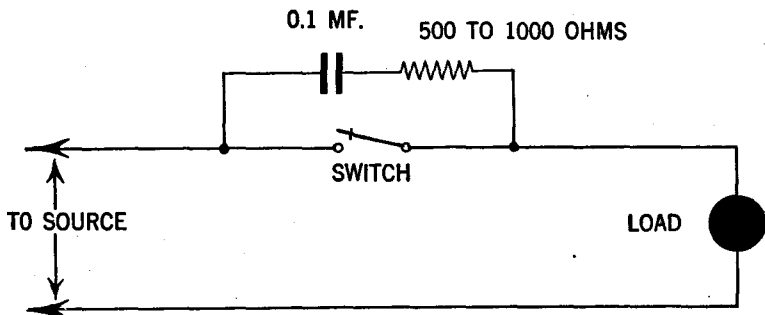 0.1 MF.
500 TO 1000 OHMS
SWITCH
TO SOURCE
LOAD